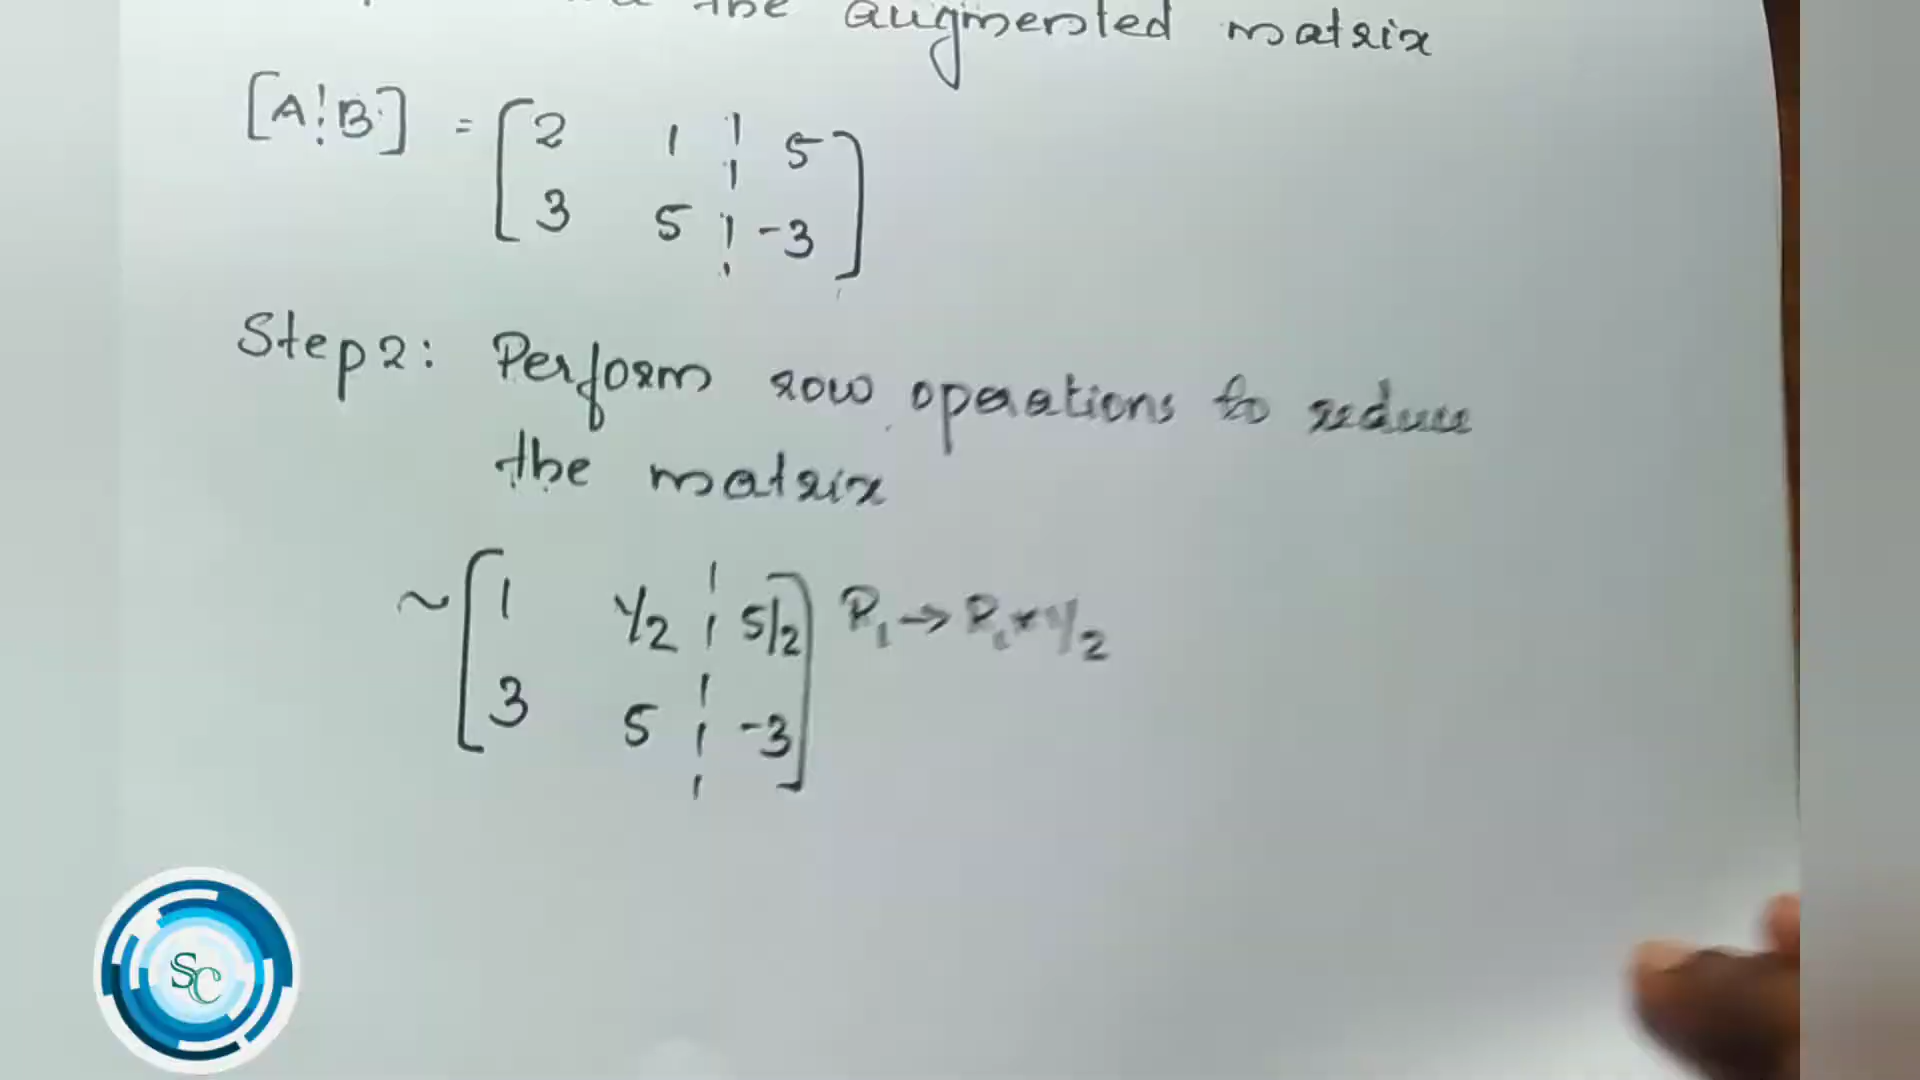 the augmented matrix
[A¦B] = [2 1 ¦ 5
3 5 ¦ -3]
Step 2: Perform row operations to reduce
the matrix
~ [1 1/2 ¦ 5/2] R₁ → R₁ * 1/2
3 5 ¦ -3
SC